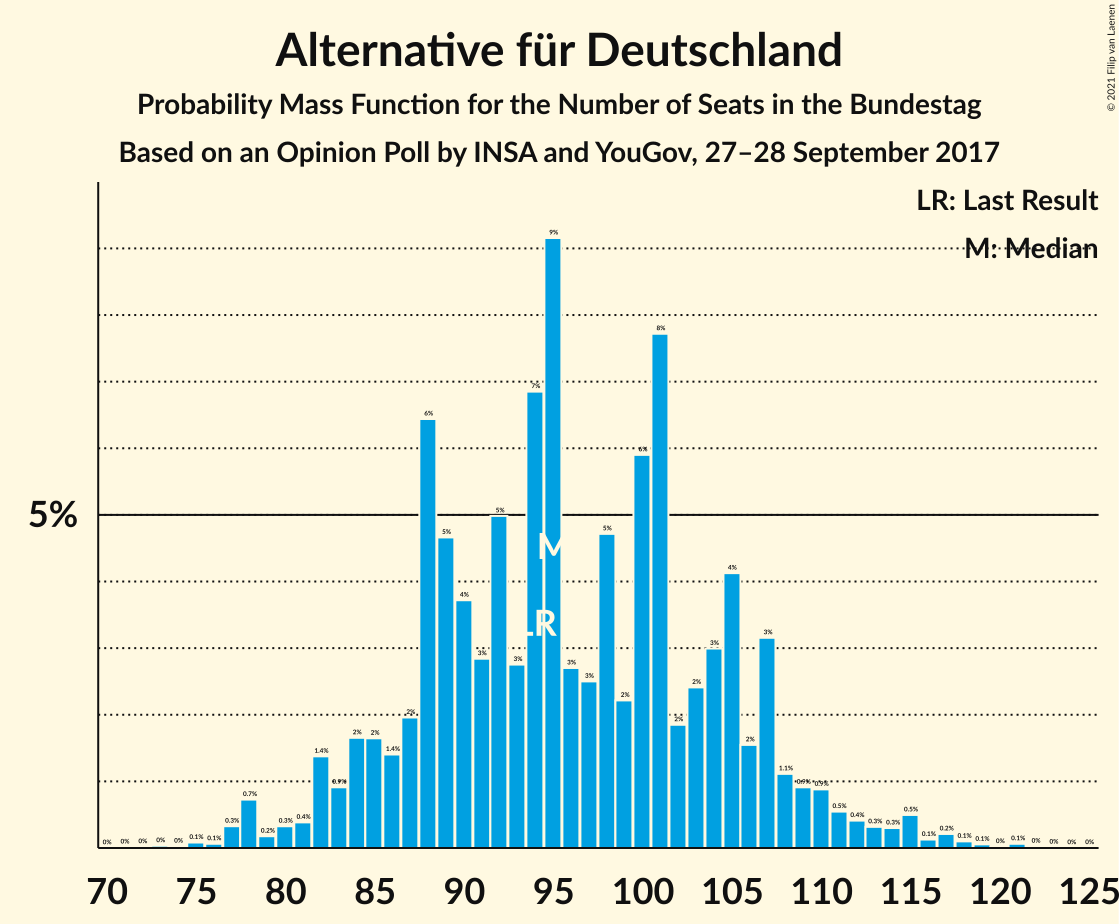 Alternative für Deutschland
Probability Mass Function for the Number of Seats in the Bundestag
Based on an Opinion Poll by INSA and YouGov, 27–28 September 2017
© 2021 Filip van Laenen
LR: Last Result
M: Median
5%
0% 0% 0% 0% 0% 0.1% 0.1% 0.3% 0.7% 0.2% 0.3% 0.4% 1.4% 0.9% 2% 2% 1.4% 2% 6% 5% 4% 3% 5% 3% 7% 9% 3% 3% 5% 2% 6% 8% 2% 2% 3% 4% 2% 3% 1.1% 0.9% 0.9% 0.5% 0.4% 0.3% 0.3% 0.5% 0.1% 0.2% 0.1% 0.1% 0% 0.1% 0% 0% 0% 0%
M
LR
70 75 80 85 90 95 100 105 110 115 120 125